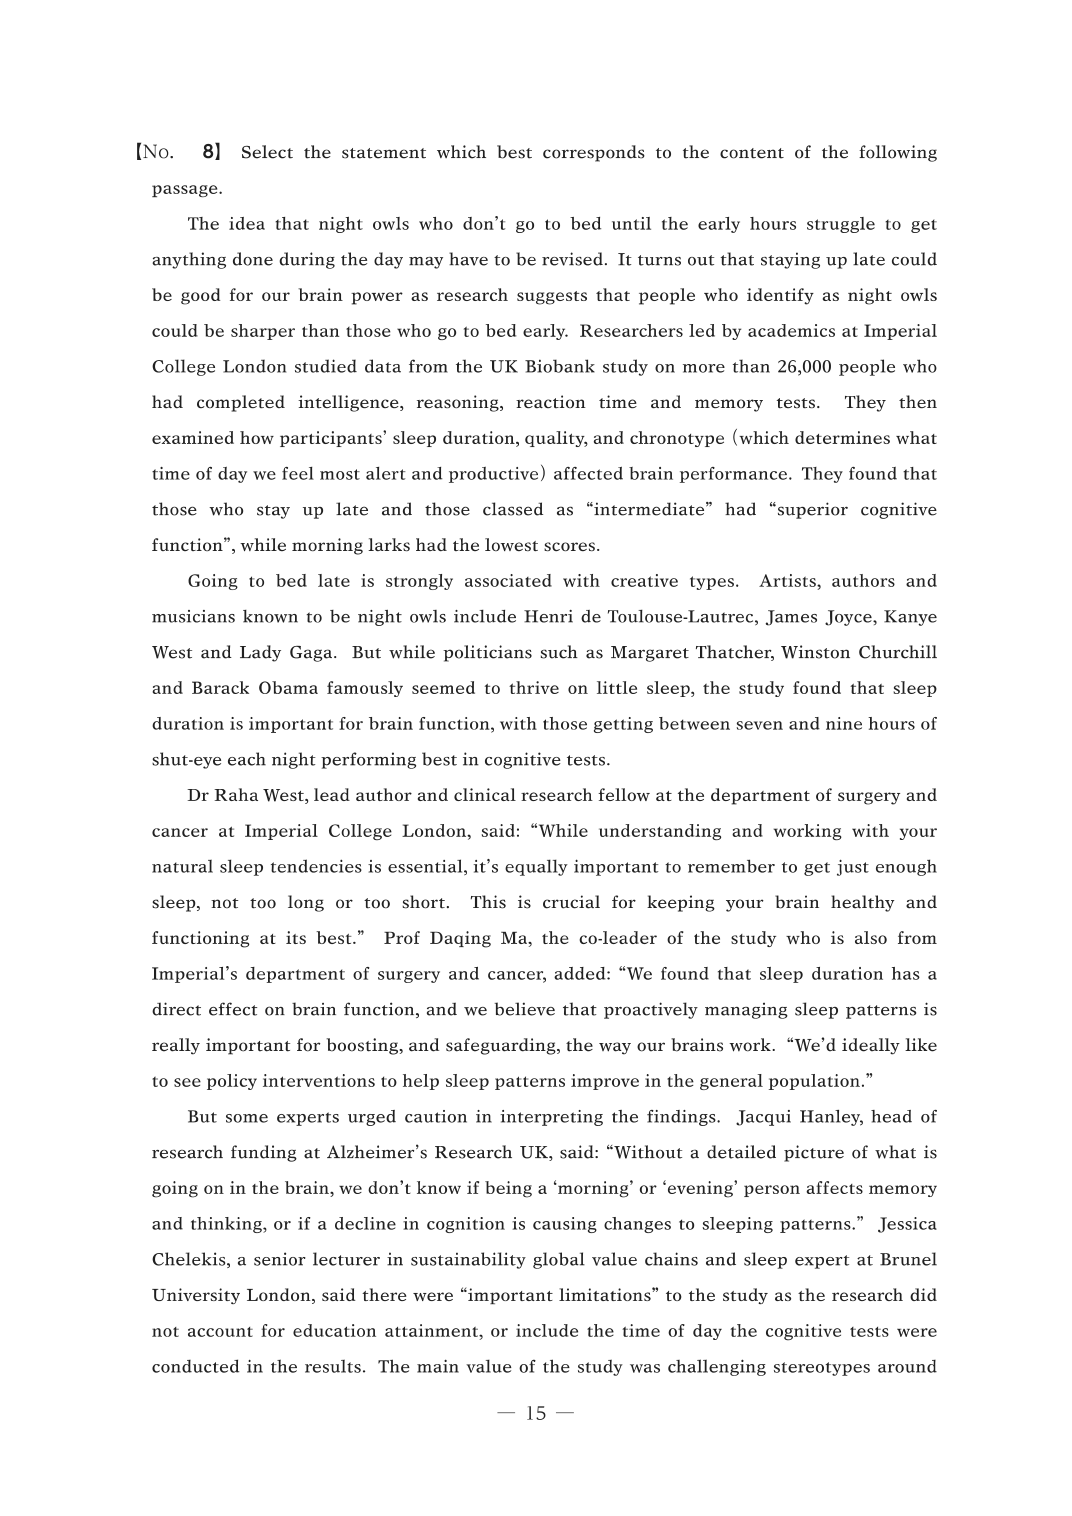 【No. 8】 Select the statement which best corresponds to the content of the following
passage.
The idea that night owls who don’t go to bed until the early hours struggle to get
anything done during the day may have to be revised. It turns out that staying up late could
be good for our brain power as research suggests that people who identify as night owls
could be sharper than those who go to bed early. Researchers led by academics at Imperial
College London studied data from the UK Biobank study on more than 26,000 people who
had completed intelligence, reasoning, reaction time and memory tests. They then
examined how participants’ sleep duration, quality, and chronotype (which determines what
time of day we feel most alert and productive) affected brain performance. They found that
those who stay up late and those classed as “intermediate” had “superior cognitive
function”, while morning larks had the lowest scores.
Going to bed late is strongly associated with creative types. Artists, authors and
musicians known to be night owls include Henri de Toulouse-Lautrec, James Joyce, Kanye
West and Lady Gaga. But while politicians such as Margaret Thatcher, Winston Churchill
and Barack Obama famously seemed to thrive on little sleep, the study found that sleep
duration is important for brain function, with those getting between seven and nine hours of
shut-eye each night performing best in cognitive tests.
Dr Raha West, lead author and clinical research fellow at the department of surgery and
cancer at Imperial College London, said: “While understanding and working with your
natural sleep tendencies is essential, it’s equally important to remember to get just enough
sleep, not too long or too short. This is crucial for keeping your brain healthy and
functioning at its best.” Prof Daqing Ma, the co-leader of the study who is also from
Imperial’s department of surgery and cancer, added: “We found that sleep duration has a
direct effect on brain function, and we believe that proactively managing sleep patterns is
really important for boosting, and safeguarding, the way our brains work. “We’d ideally like
to see policy interventions to help sleep patterns improve in the general population.”
But some experts urged caution in interpreting the findings. Jacqui Hanley, head of
research funding at Alzheimer’s Research UK, said: “Without a detailed picture of what is
going on in the brain, we don’t know if being a ‘morning’ or ‘evening’ person affects memory
and thinking, or if a decline in cognition is causing changes to sleeping patterns.” Jessica
Chelekis, a senior lecturer in sustainability global value chains and sleep expert at Brunel
University London, said there were “important limitations” to the study as the research did
not account for education attainment, or include the time of day the cognitive tests were
conducted in the results. The main value of the study was challenging stereotypes around
— 15 —